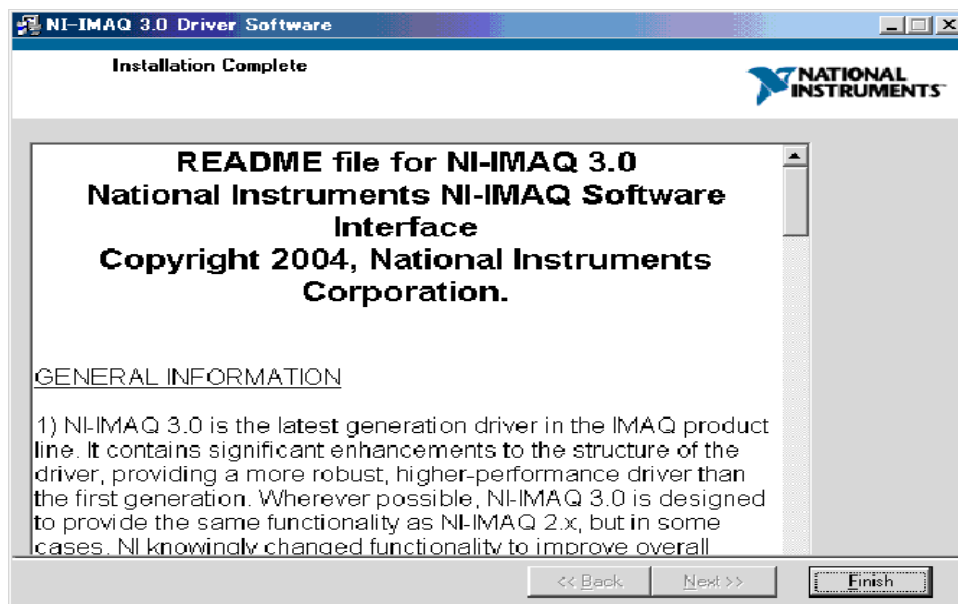 NI-IMAQ 3.0 Driver Software
Installation Complete
NATIONAL
INSTRUMENTS™
README file for NI-IMAQ 3.0
National Instruments NI-IMAQ Software
Interface
Copyright 2004, National Instruments
Corporation.
GENERAL INFORMATION
1) NI-IMAQ 3.0 is the latest generation driver in the IMAQ product
line. It contains significant enhancements to the structure of the
driver, providing a more robust, higher-performance driver than
the first generation. Wherever possible, NI-IMAQ 3.0 is designed
to provide the same functionality as NI-IMAQ 2.x, but in some
cases, NI knowingly changed functionality to improve overall
<< Back
Next >>
Finish